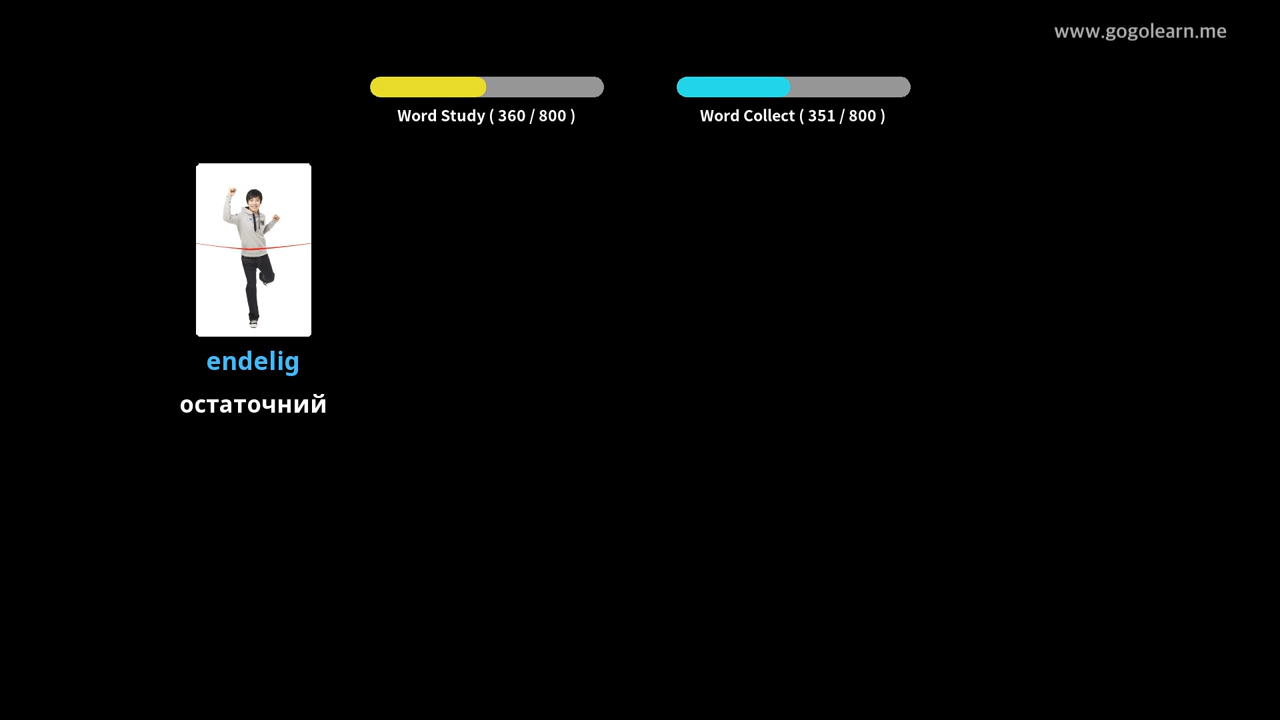 www.gogolearn.me
Word Study ( 360 / 800 )
Word Collect ( 351 / 800 )
endelig
остаточний